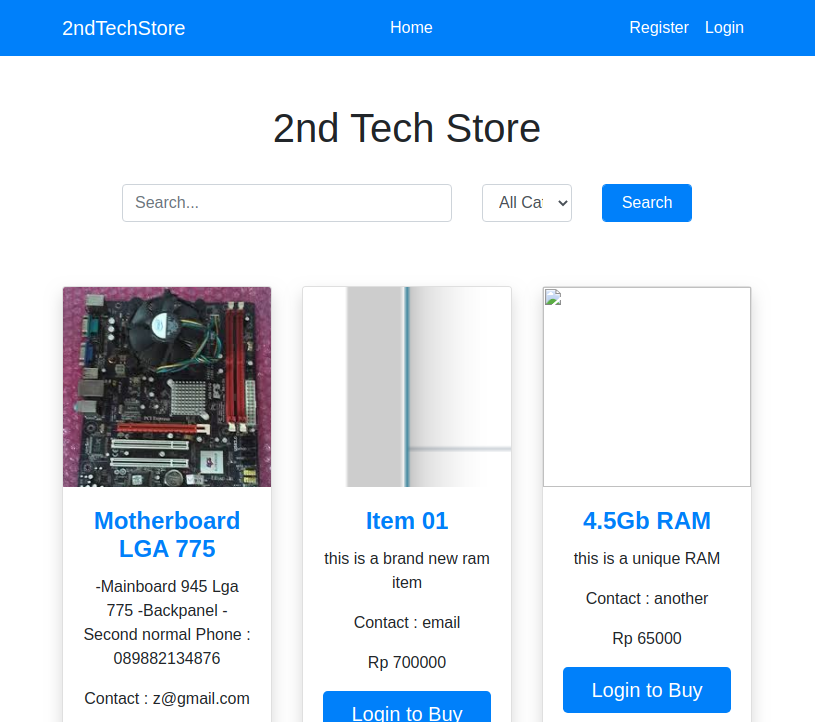 2ndTechStore
Home
Register
Login
2nd Tech Store
Search...
All Cat
Search
Motherboard
LGA 775
-Mainboard 945 Lga
775 -Backpanel -
Second normal Phone :
089882134876
Contact : z@gmail.com
Item 01
this is a brand new ram
item
Contact : email
Rp 700000
Login to Buy
4.5Gb RAM
this is a unique RAM
Contact : another
Rp 65000
Login to Buy